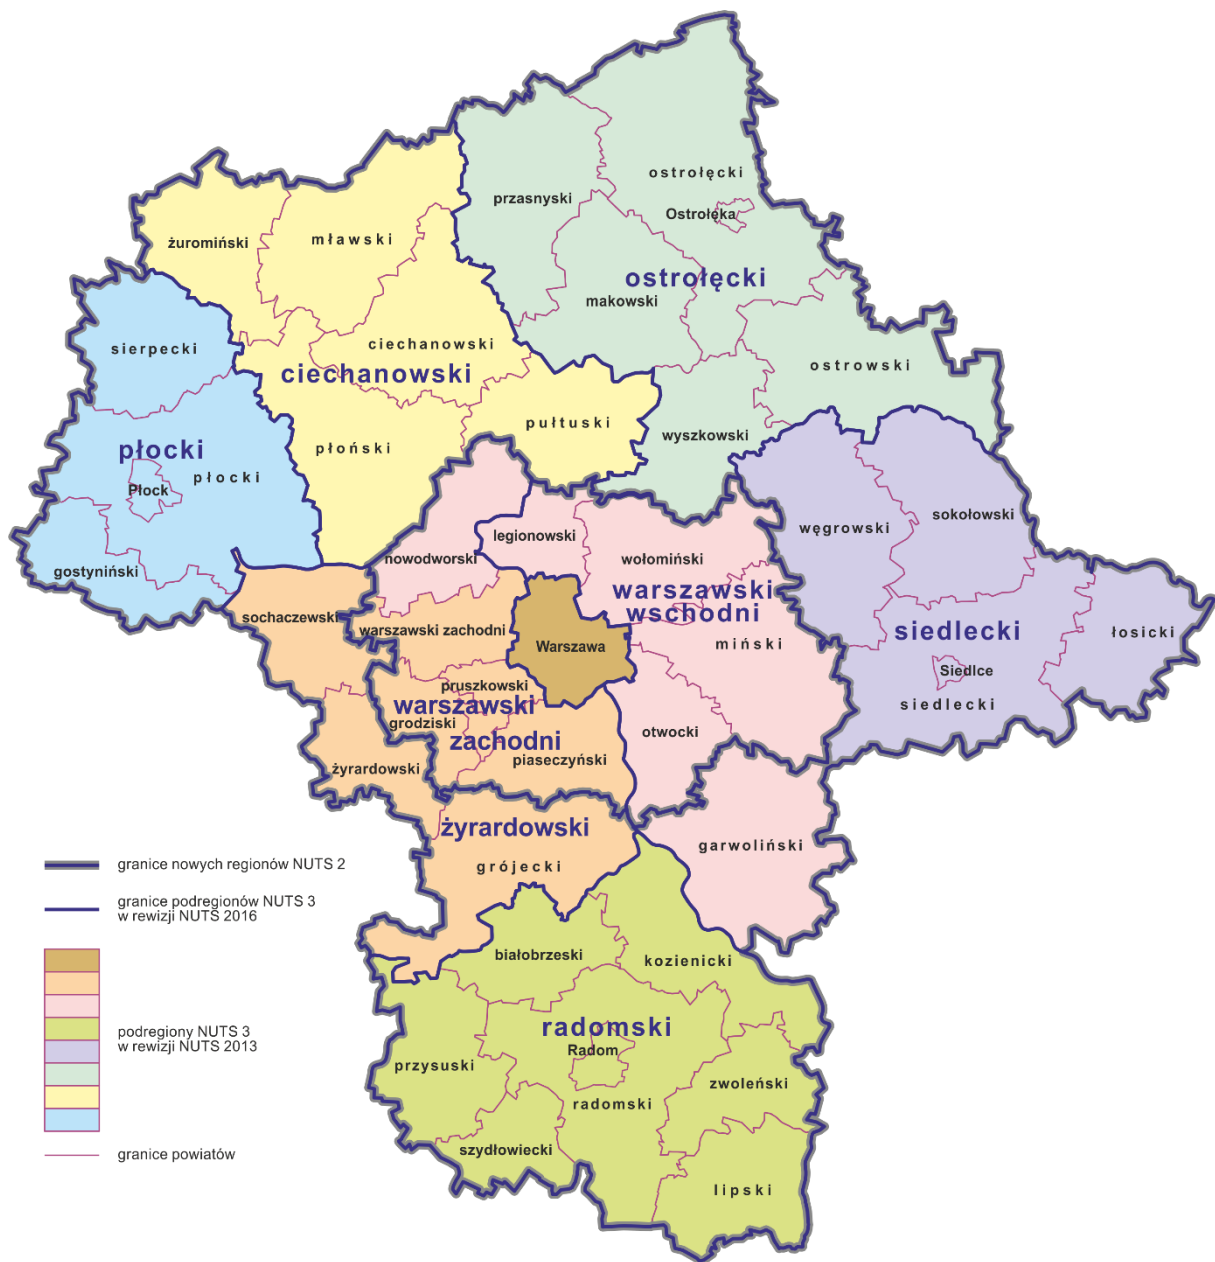 ostrołęcki
przasnyski
Ostrołęka
żuromiński
mławski
ostrołęcki
makowski
sierpecki
ciechanowski
ciechanowski
ostrowski
pułtuski
wyszkowski
płoński
płocki
płocki
Płock
gostyniński
sokołowski
węgrowski
legionowski
nowodworski
wołomiński
warszawski
wschodni
sochaczewski
warszawski zachodni
Warszawa
miński
siedlecki
łosicki
Siedlce
siedlecki
pruszkowski
warszawski
grodziski
zachodni
piaseczyński
otwocki
żyrardowski
żyrardowski
grójecki
garwoliński
granice nowych regionów NUTS 2
granice podregionów NUTS 3
w rewizji NUTS 2016
białobrzeski
kozienicki
radomski
Radom
podregiony NUTS 3
w rewizji NUTS 2013
przysuski
zwoleński
radomski
szydłowiecki
granice powiatów
lipski